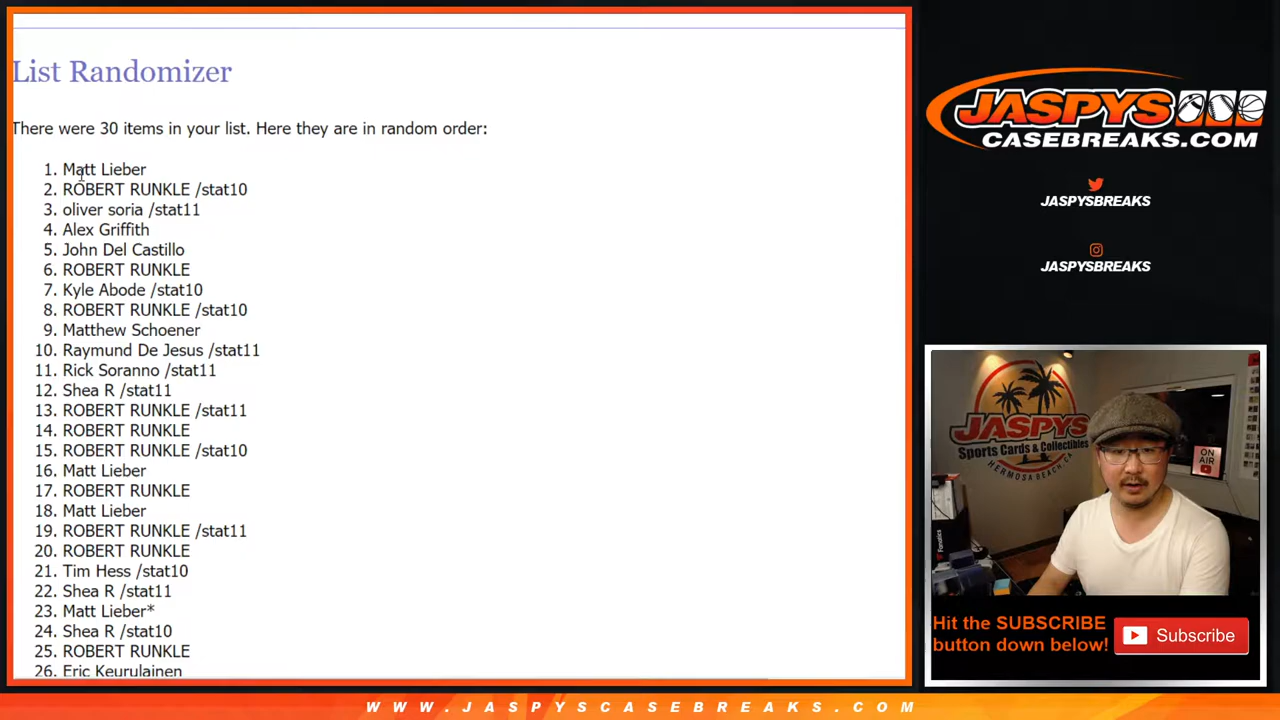 List Randomizer
There were 30 items in your list. Here they are in random order:
1. Matt Lieber
2. ROBERT RUNKLE /stat10
3. oliver soria /stat11
4. Alex Griffith
5. John Del Castillo
6. ROBERT RUNKLE
7. Kyle Abode /stat10
8. ROBERT RUNKLE /stat10
9. Matthew Schoener
10. Raymund De Jesus /stat11
11. Rick Soranno /stat11
12. Shea R /stat11
13. ROBERT RUNKLE /stat11
14. ROBERT RUNKLE
15. ROBERT RUNKLE /stat10
16. Matt Lieber
17. ROBERT RUNKLE
18. Matt Lieber
19. ROBERT RUNKLE /stat11
20. ROBERT RUNKLE
21. Tim Hess /stat10
22. Shea R /stat11
23. Matt Lieber*
24. Shea R /stat10
25. ROBERT RUNKLE
26. Eric Keurulainen
JASPYS
CASEBREAKS.COM
JASPYSBREAKS
JASPYSBREAKS
JASPYS
Sports Cards & Collectibles
HERMOSA BEACH, CA
ON
AIR
Fanatics
Hit the SUBSCRIBE
button down below!
Subscribe
WWW.JASPYSCASEBREAKS.COM